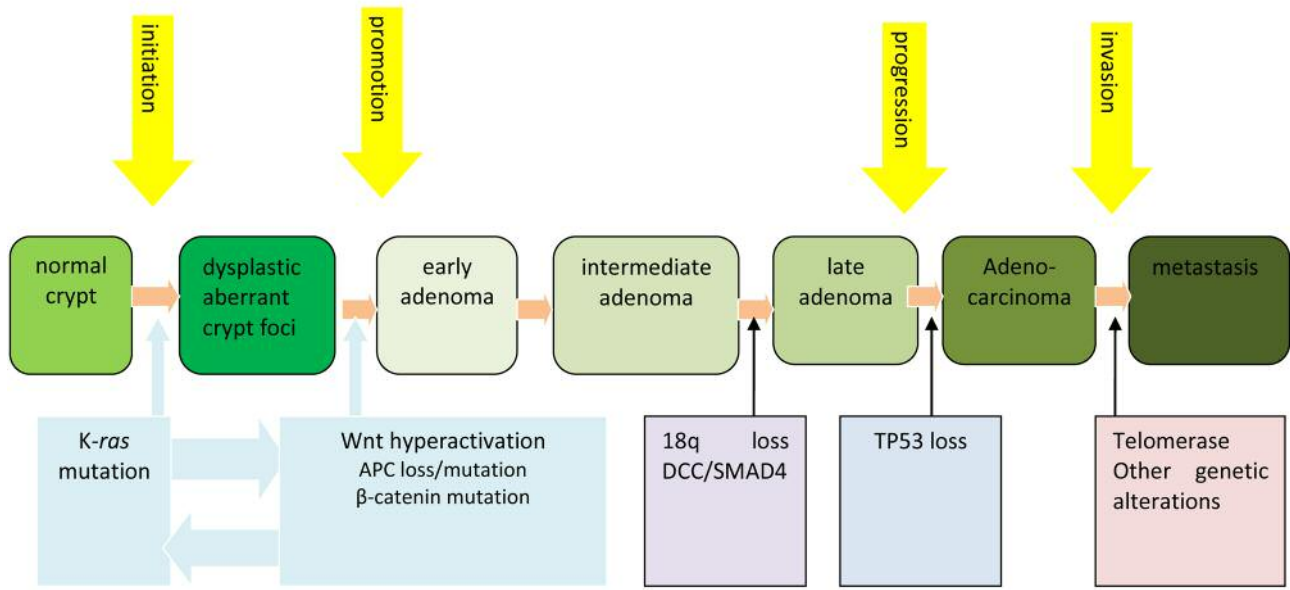 initiation
promotion
progression
invasion
normal
crypt
dysplastic
aberrant
crypt foci
early
adenoma
intermediate
adenoma
late
adenoma
Adeno-
carcinoma
metastasis
K-ras
mutation
Wnt hyperactivation
APC loss/mutation
β-catenin mutation
18q loss
DCC/SMAD4
TP53 loss
Telomerase
Other genetic
alterations